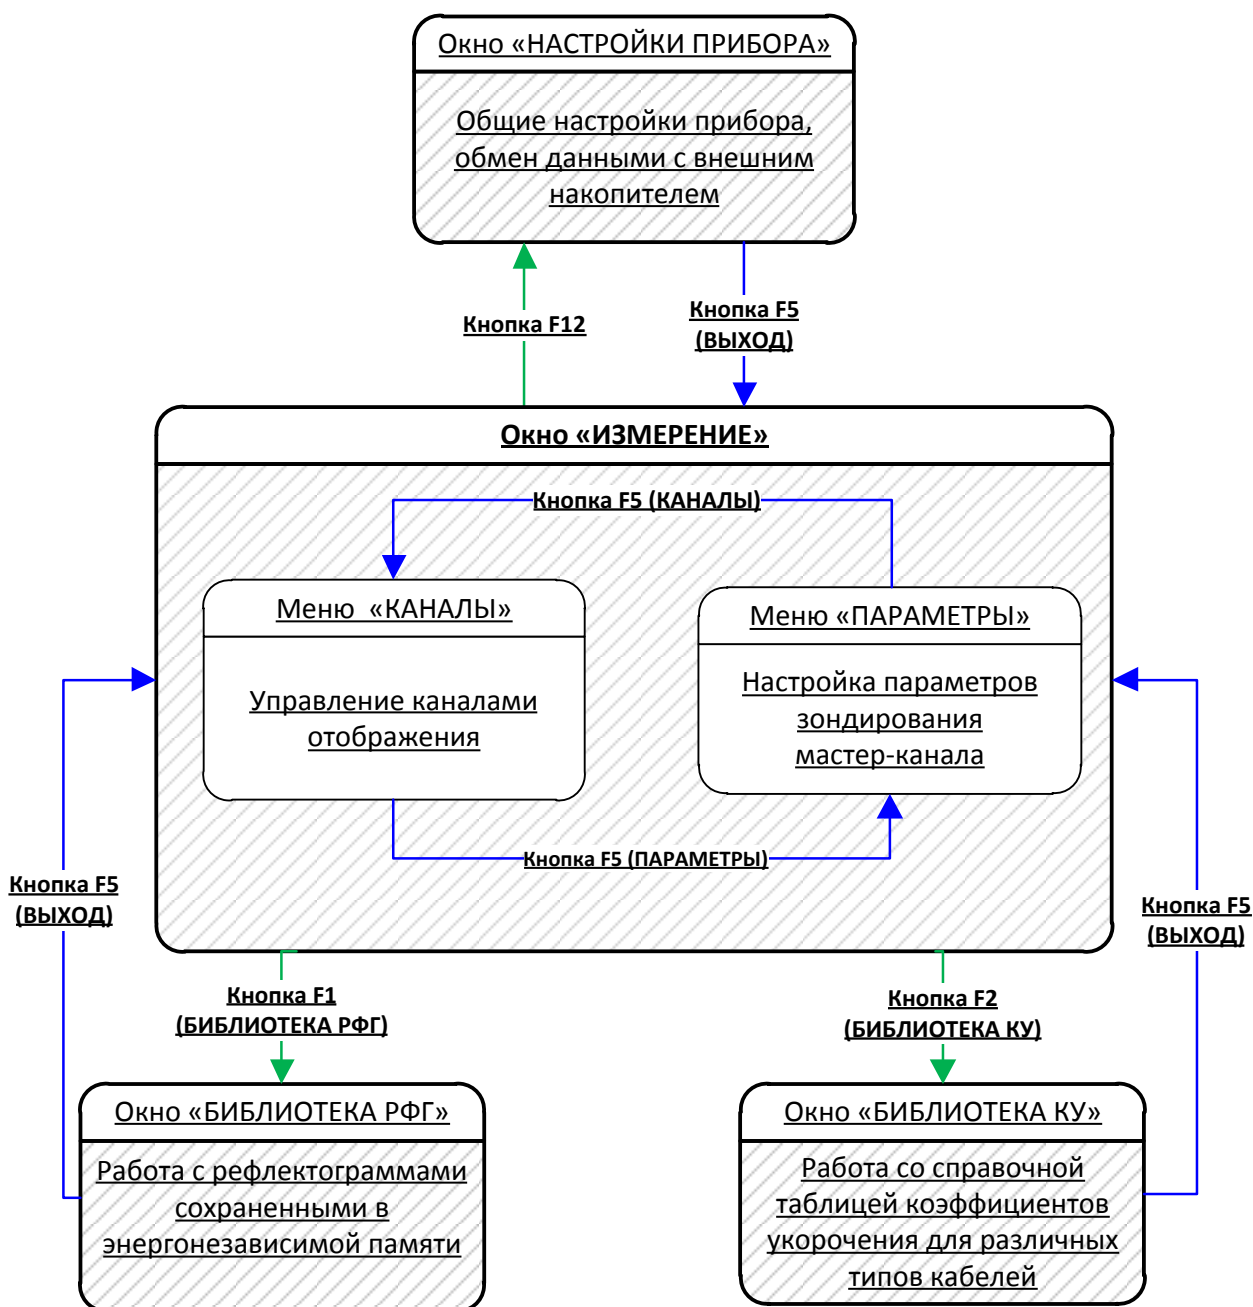 Окно «НАСТРОЙКИ ПРИБОРА»
Общие настройки прибора,
обмен данными с внешним
накопителем
Кнопка F12
Кнопка F5
(ВЫХОД)
Окно «ИЗМЕРЕНИЕ»
Кнопка F5 (КАНАЛЫ)
Меню «КАНАЛЫ»
Управление каналами
отображения
Меню «ПАРАМЕТРЫ»
Настройка параметров
зондирования
мастер-канала
Кнопка F5 (ПАРАМЕТРЫ)
Кнопка F5
(ВЫХОД)
Кнопка F5
(ВЫХОД)
Кнопка F1
(БИБЛИОТЕКА РФГ)
Кнопка F2
(БИБЛИОТЕКА КУ)
Окно «БИБЛИОТЕКА РФГ»
Работа с рефлектограммами
сохраненными в
энергонезависимой памяти
Окно «БИБЛИОТЕКА КУ»
Работа со справочной
таблицей коэффициентов
укорочения для различных
типов кабелей